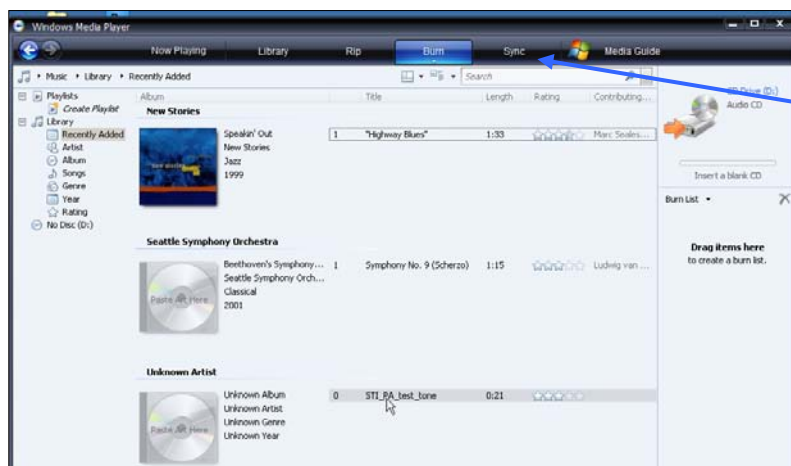 Windows Media Player
Now Playing Library Rip Burn Sync Media Guide
Music Library Recently Added Search
Playlists
Create Playlist
Library
Recently Added
Artist
Album
Songs
Genre
Year
Rating
No Disc (D:)
Album Title Length Rating Contributing...
New Stories
Speakin' Out 1 "Highway Blues" 1:33 Marc Seales...
New Stories
Jazz
1999
Seattle Symphony Orchestra
Beethoven's Symphony... 1 Symphony No. 9 (Scherzo) 1:15 Ludwig van ...
Seattle Symphony Orch...
Classical
2001
Paste Art Here
Unknown Artist
Unknown Album 0 STI_PA_test_tone 0:21
Unknown Artist
Unknown Genre
Unknown Year
Paste Art Here
CD Drive (D:)
Audio CD
Insert a blank CD
Burn List
Drag items here
to create a burn list.